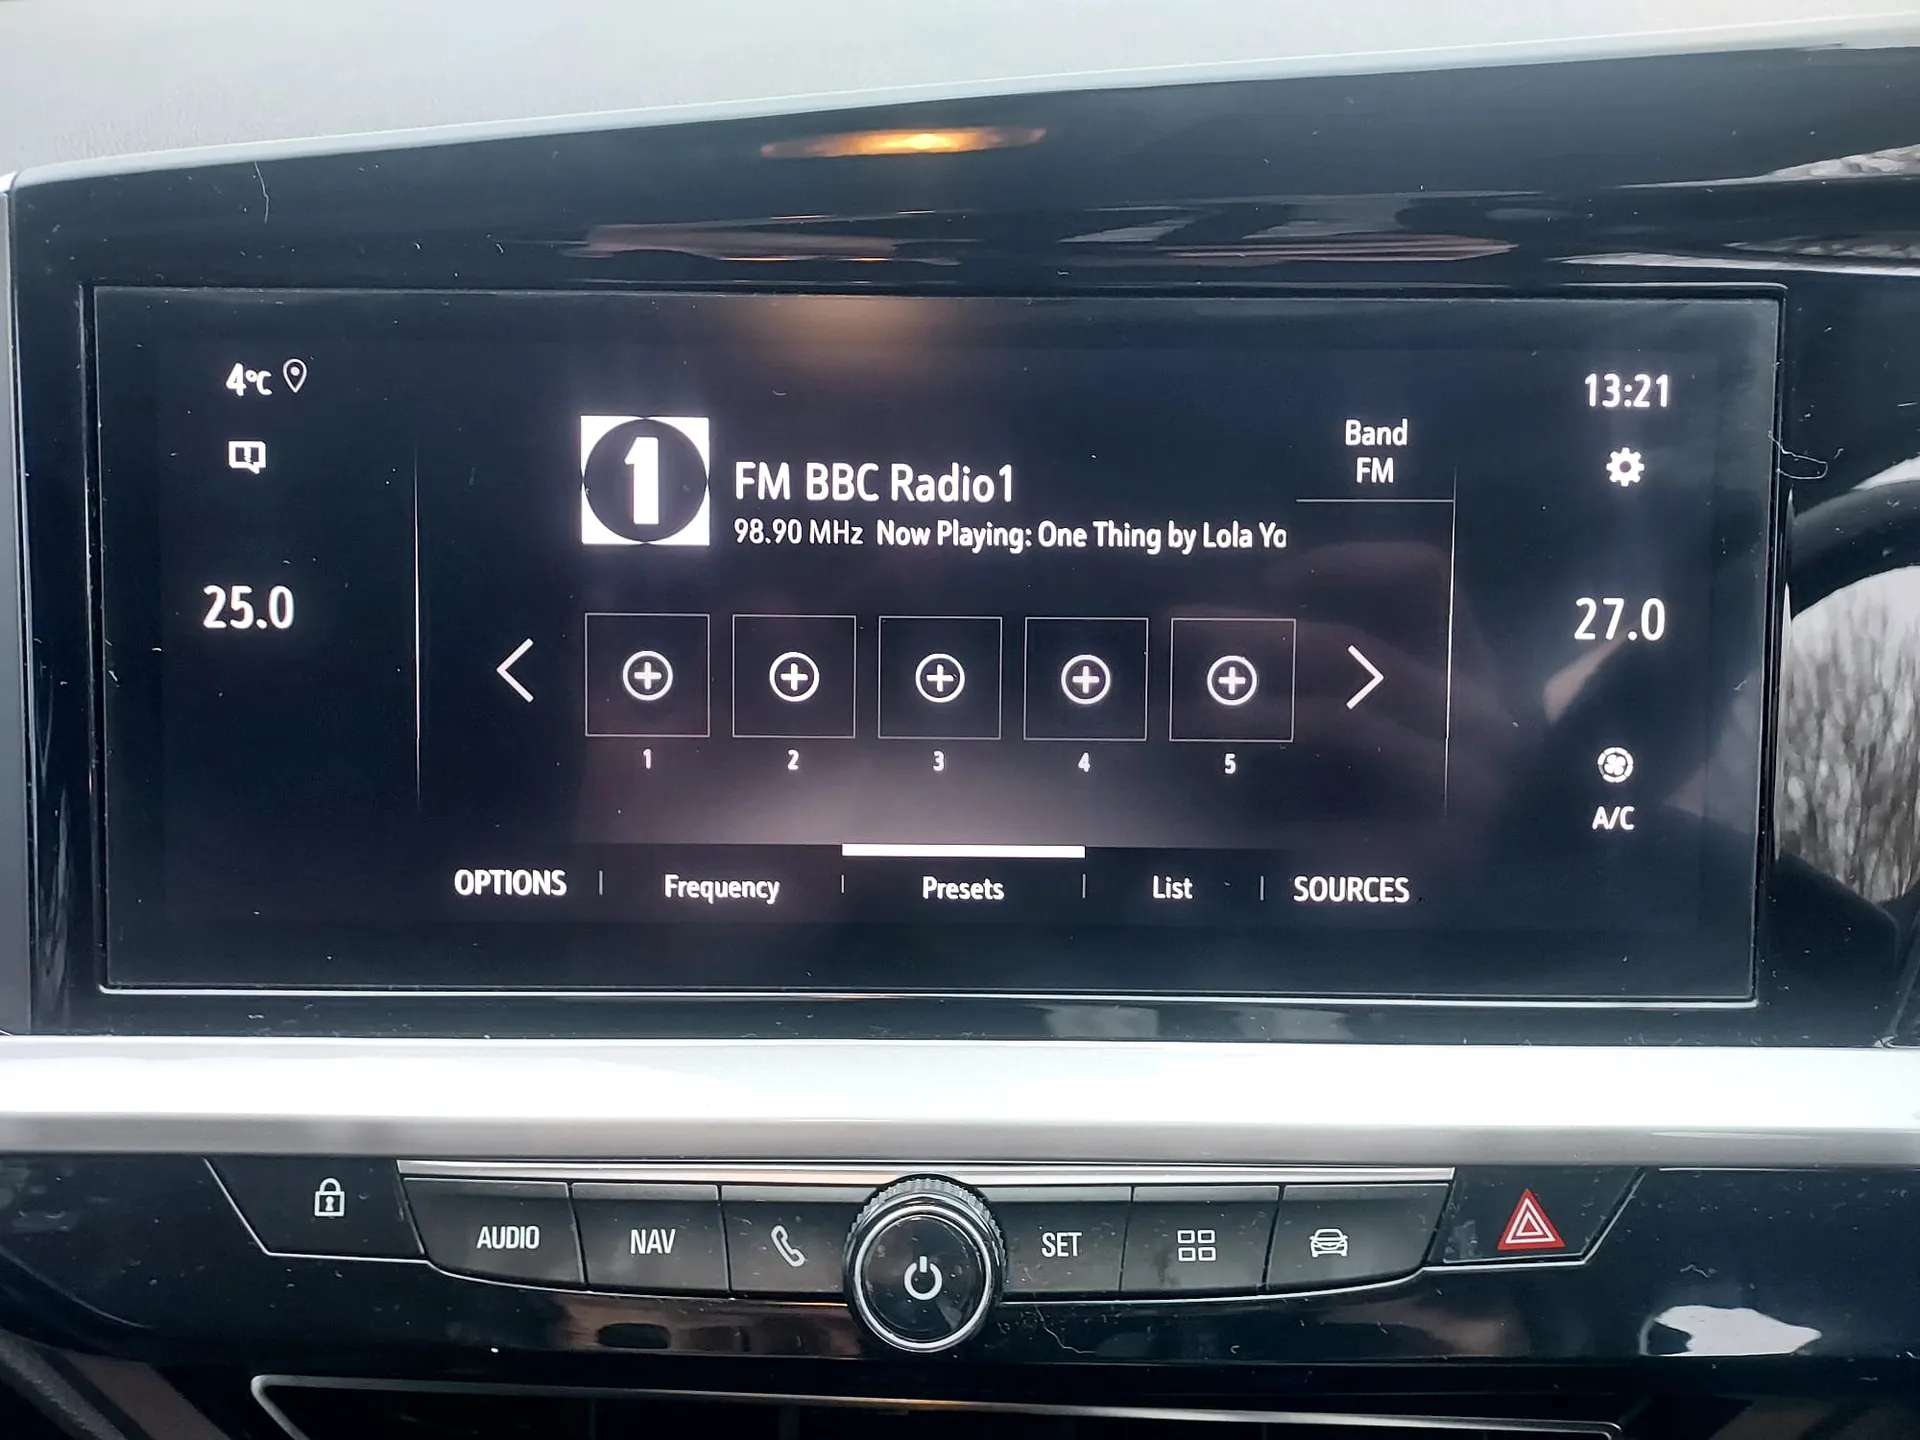 4°C
13:21
1
FM BBC Radio1
98.90 MHz Now Playing: One Thing by Lola Yo
Band
FM
25.0
27.0
1 2 3 4 5
A/C
OPTIONS | Frequency | Presets | List | SOURCES
AUDIO NAV SET